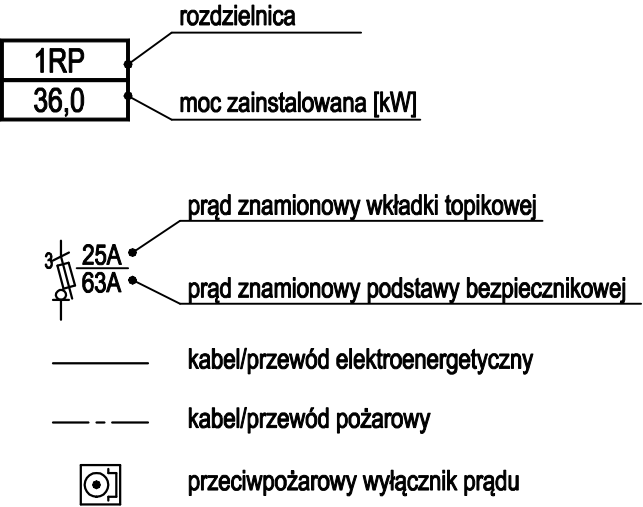 rozdzielnica
1RP
36,0
moc zainstalowana [kW]
prąd znamionowy wkładki topikowej
3
25A
63A
prąd znamionowy podstawy bezpiecznikowej
kabel/przewód elektroenergetyczny
kabel/przewód pożarowy
przeciwpożarowy wyłącznik prądu